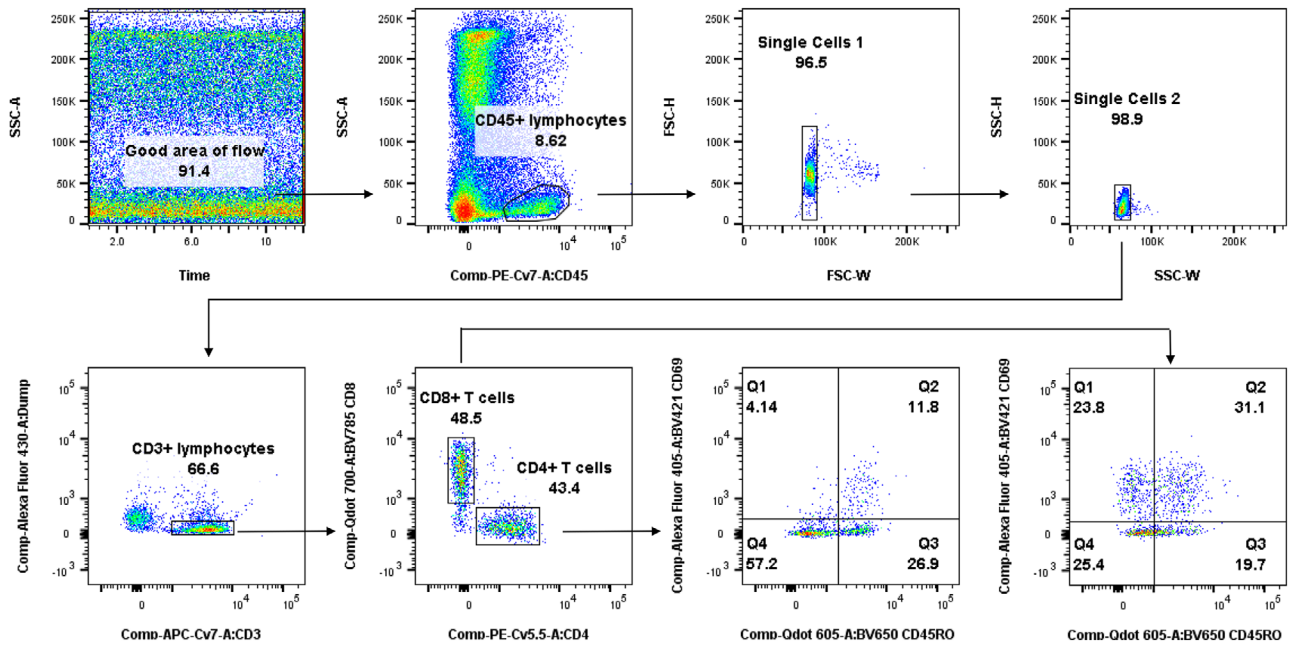 250K
200K
150K
100K
50K
0
SSC-A
Good area of flow
91.4
2.0
6.0
10
Time
250K
200K
150K
100K
50K
0
SSC-A
CD45+ lymphocytes
8.62
0
10^4
10^5
Comp-PE-Cy7-A:CD45
250K
200K
150K
100K
50K
0
FSC-H
Single Cells 1
96.5
0
100K
200K
FSC-W
250K
200K
150K
100K
50K
0
SSC-H
Single Cells 2
98.9
0
100K
200K
SSC-W
10^5
10^4
10^3
0
-10^3
Comp-Alexa Fluor 430-A:Dump
CD3+ lymphocytes
66.6
0
10^4
10^5
Comp-APC-Cy7-A:CD3
10^5
10^4
10^3
0
-10^3
Comp-Qdot 700-A:BV785 CD8
CD8+ T cells
48.5
CD4+ T cells
43.4
0
10^4
10^5
Comp-PE-Cy5.5-A:CD4
10^5
10^4
10^3
0
-10^3
Comp-Alexa Fluor 405-A:BV421 CD69
Q1
4.14
Q2
11.8
Q4
57.2
Q3
26.9
0
10^4
10^5
Comp-Qdot 605-A:BV650 CD45RO
10^5
10^4
10^3
0
-10^3
Comp-Alexa Fluor 405-A:BV421 CD69
Q1
23.8
Q2
31.1
Q4
25.4
Q3
19.7
0
10^4
10^5
Comp-Qdot 605-A:BV650 CD45RO